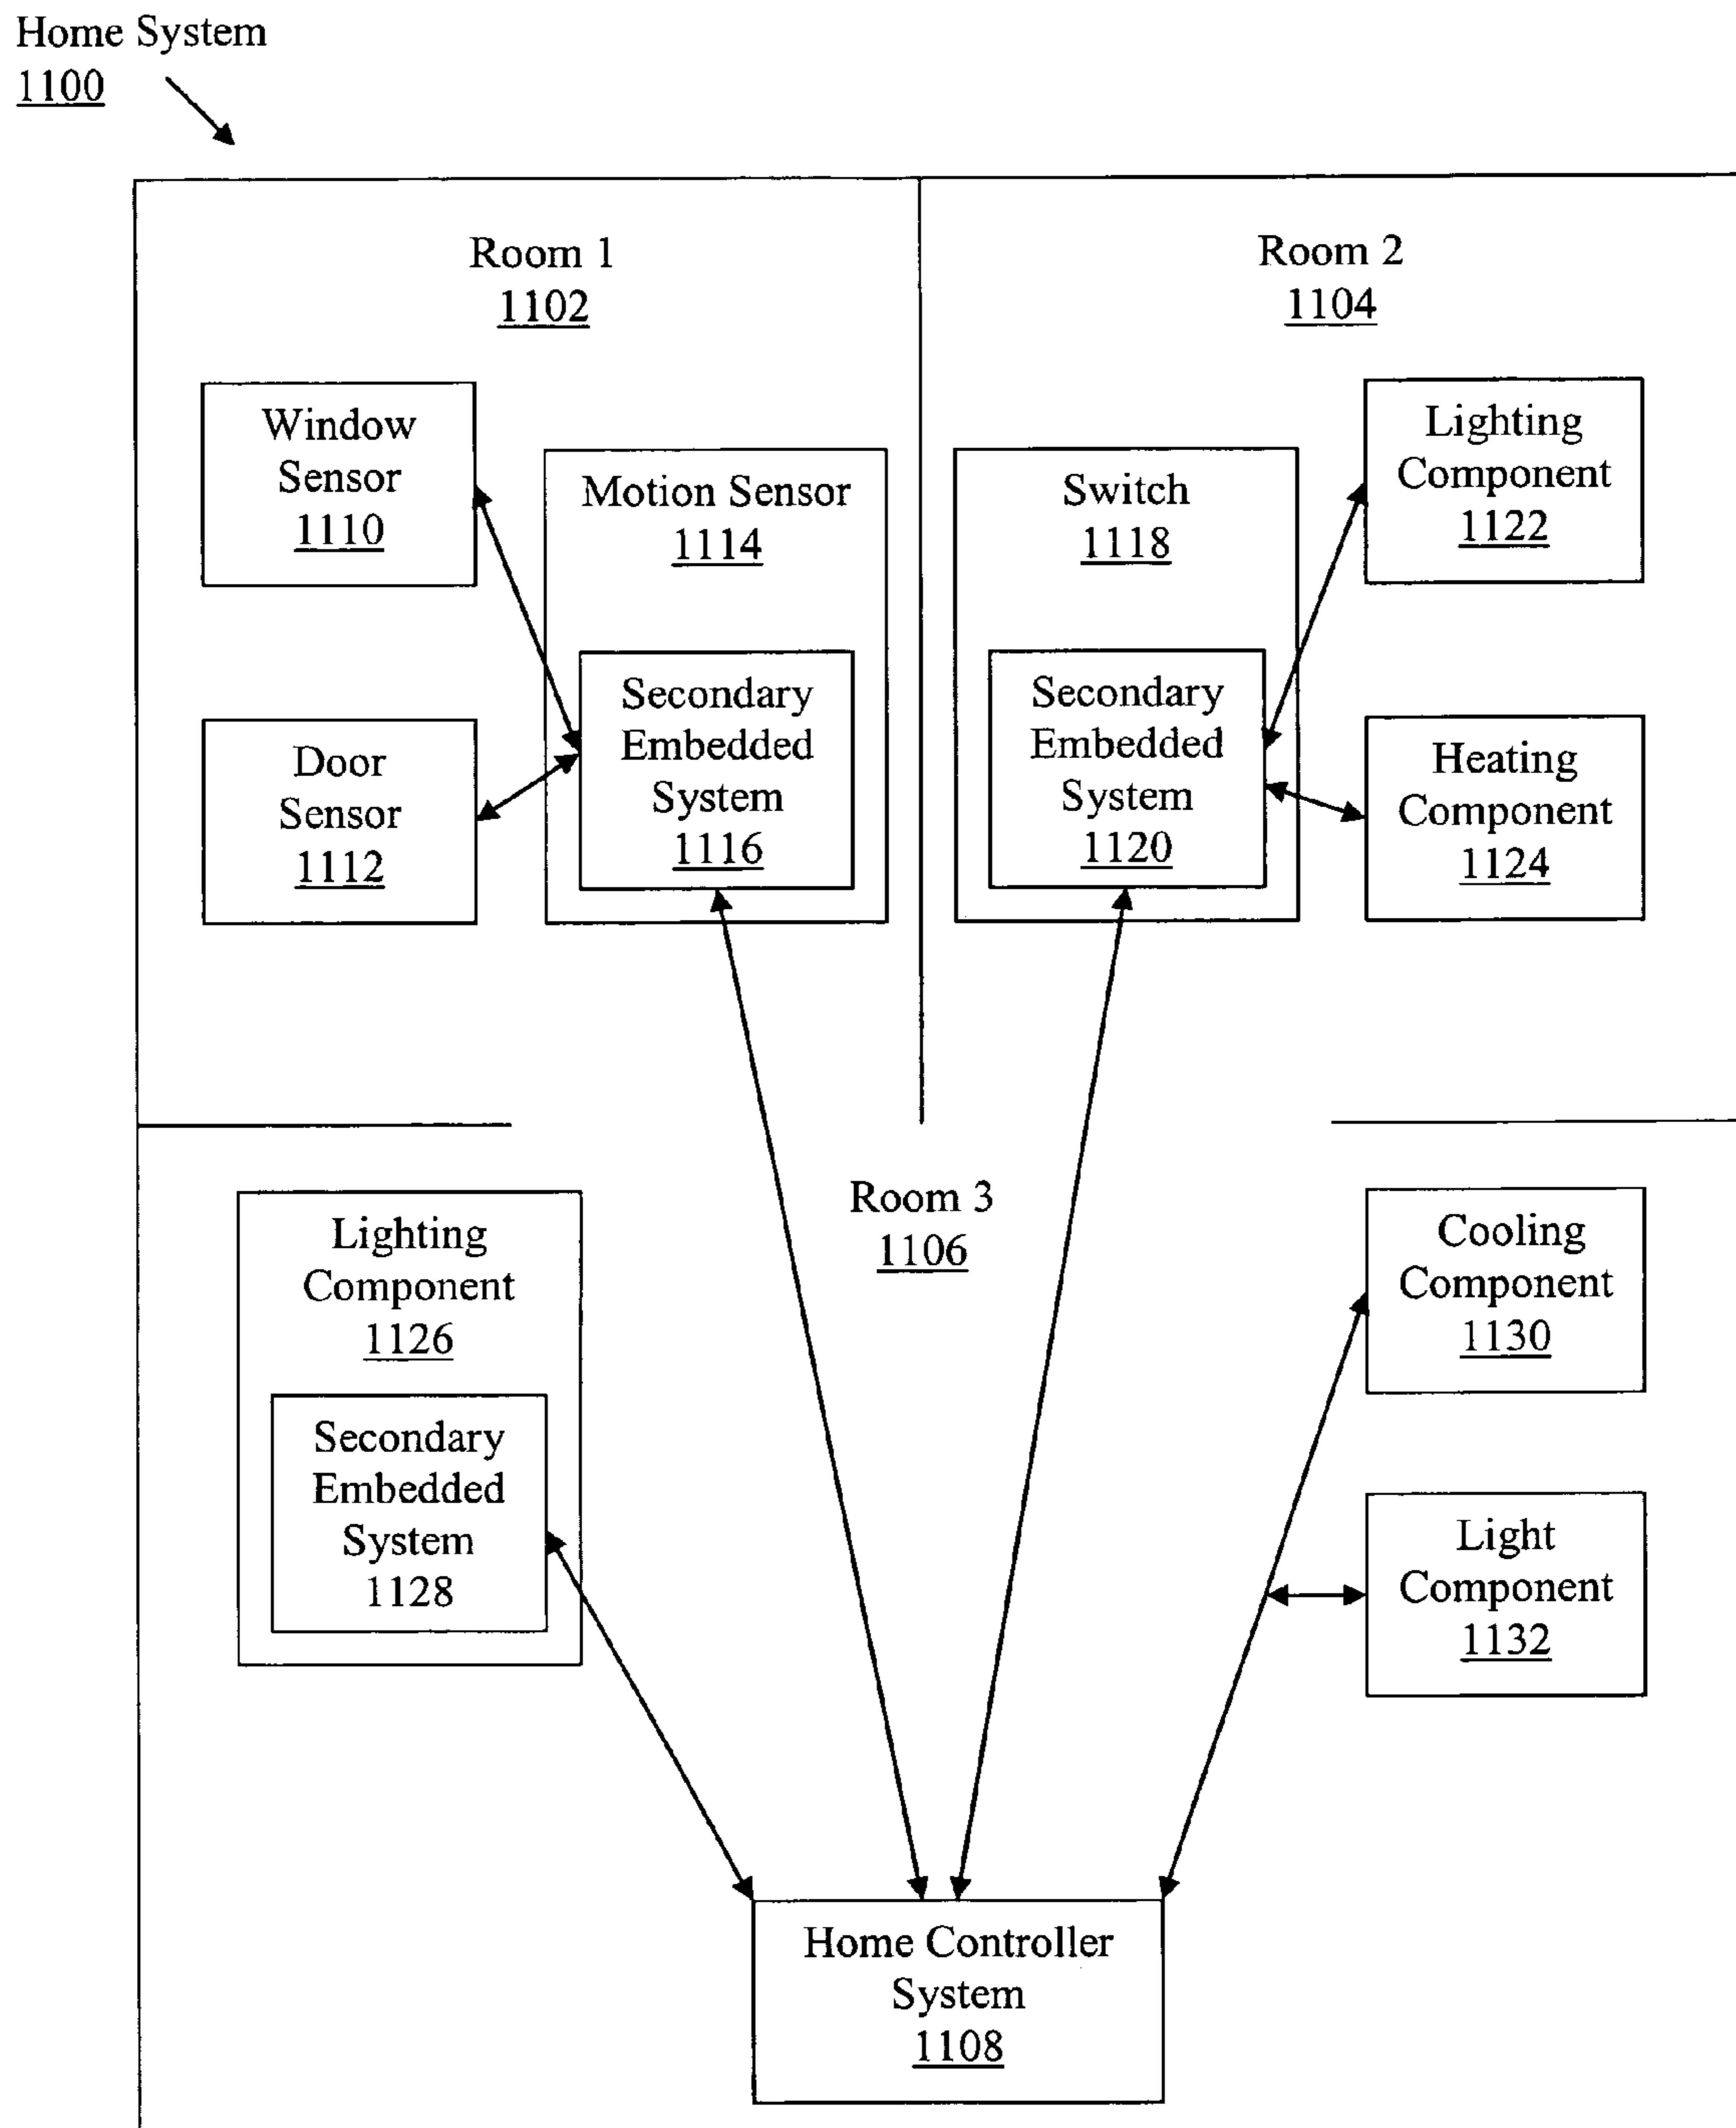 Home System
1100
Room 1
1102
Room 2
1104
Window
Sensor
1110
Motion Sensor
1114
Switch
1118
Lighting
Component
1122
Door
Sensor
1112
Secondary
Embedded
System
1116
Secondary
Embedded
System
1120
Heating
Component
1124
Room 3
1106
Lighting
Component
1126
Secondary
Embedded
System
1128
Cooling
Component
1130
Light
Component
1132
Home Controller
System
1108